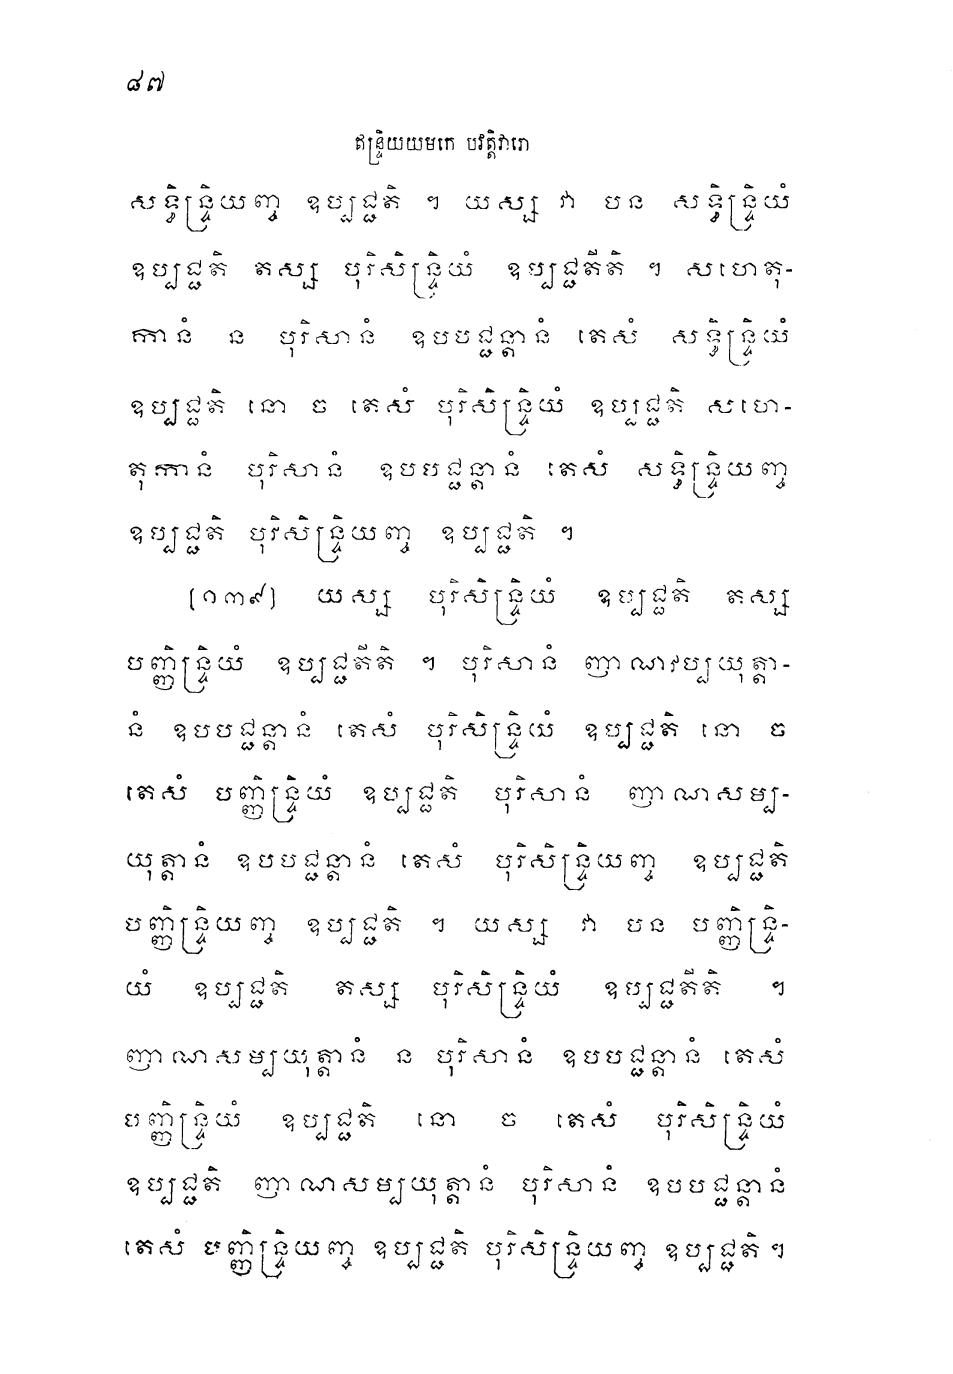 ៨៧
ឥន្ទ្រិយយមកេ បវត្តិវារោ
សទ្ធិន្ទ្រិយញ្ច ឧប្បជ្ជតិ ។ យស្ស វា បន សទ្ធិន្ទ្រិយំ
ឧប្បជ្ជតិ តស្ស បុរិសិន្ទ្រិយំ ឧប្បជ្ជតីតិ ។ សហេតុ-
កានំ ន បុរិសានំ ឧបបជ្ជន្តានំ តេសំ សទ្ធិន្ទ្រិយំ
ឧប្បជ្ជតិ នោ ច តេសំ បុរិសិន្ទ្រិយំ ឧប្បជ្ជតិ សហេ-
តុកានំ បុរិសានំ ឧបបជ្ជន្តានំ តេសំ សទ្ធិន្ទ្រិយញ្ច
ឧប្បជ្ជតិ បុរិសិន្ទ្រិយញ្ច ឧប្បជ្ជតិ ។
[១៣៩] យស្ស បុរិសិន្ទ្រិយំ ឧប្បជ្ជតិ តស្ស
បញ្ញិន្ទ្រិយំ ឧប្បជ្ជតីតិ ។ បុរិសានំ ញាណវប្បយុត្តា-
នំ ឧបបជ្ជន្តានំ តេសំ បុរិសិន្ទ្រិយំ ឧប្បជ្ជតិ នោ ច
តេសំ បញ្ញិន្ទ្រិយំ ឧប្បជ្ជតិ បុរិសានំ ញាណសម្ប-
យុត្តានំ ឧបបជ្ជន្តានំ តេសំ បុរិសិន្ទ្រិយញ្ច ឧប្បជ្ជតិ
បញ្ញិន្ទ្រិយញ្ច ឧប្បជ្ជតិ ។ យស្ស វា បន បញ្ញិន្ទ្រិ-
យំ ឧប្បជ្ជតិ តស្ស បុរិសិន្ទ្រិយំ ឧប្បជ្ជតីតិ ។
ញាណសម្បយុត្តានំ ន បុរិសានំ ឧបបជ្ជន្តានំ តេសំ
បញ្ញិន្ទ្រិយំ ឧប្បជ្ជតិ នោ ច តេសំ បុរិសិន្ទ្រិយំ
ឧប្បជ្ជតិ ញាណសម្បយុត្តានំ បុរិសានំ ឧបបជ្ជន្តានំ
តេសំ បញ្ញិន្ទ្រិយញ្ច ឧប្បជ្ជតិ បុរិសិន្ទ្រិយញ្ច ឧប្បជ្ជតិ ។